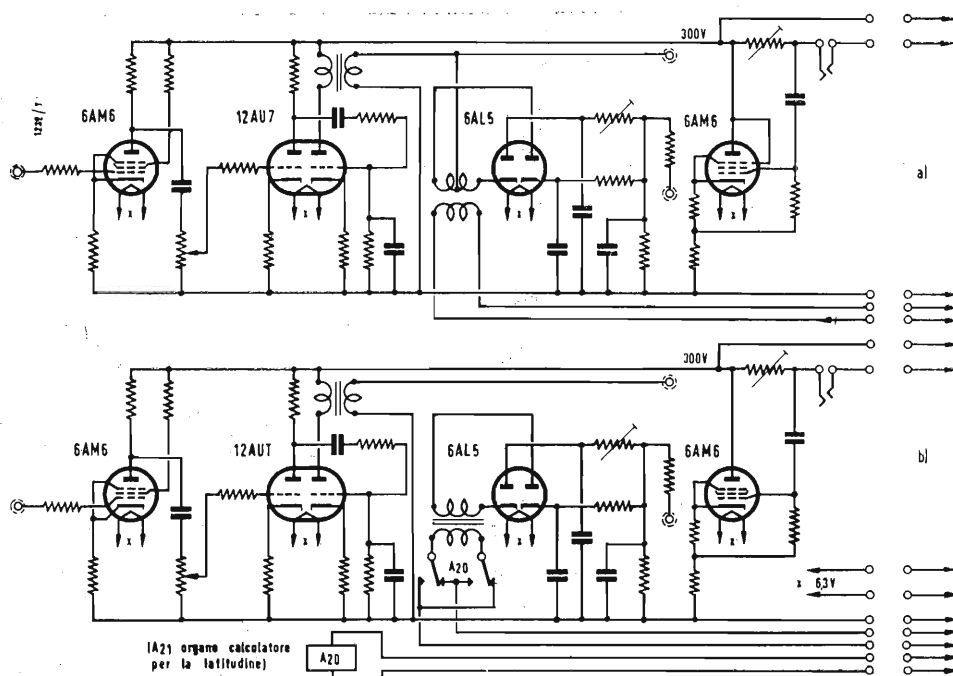 300V
1232/T
6AM6
12AU7
6AL5
6AM6
a)
x
x
x
x
300V
6AM6
12AUT
6AL5
6AM6
b)
x
x
x
x
A20
x 6,3V
(A21 organo calcolatore
per la latitudine)
A20